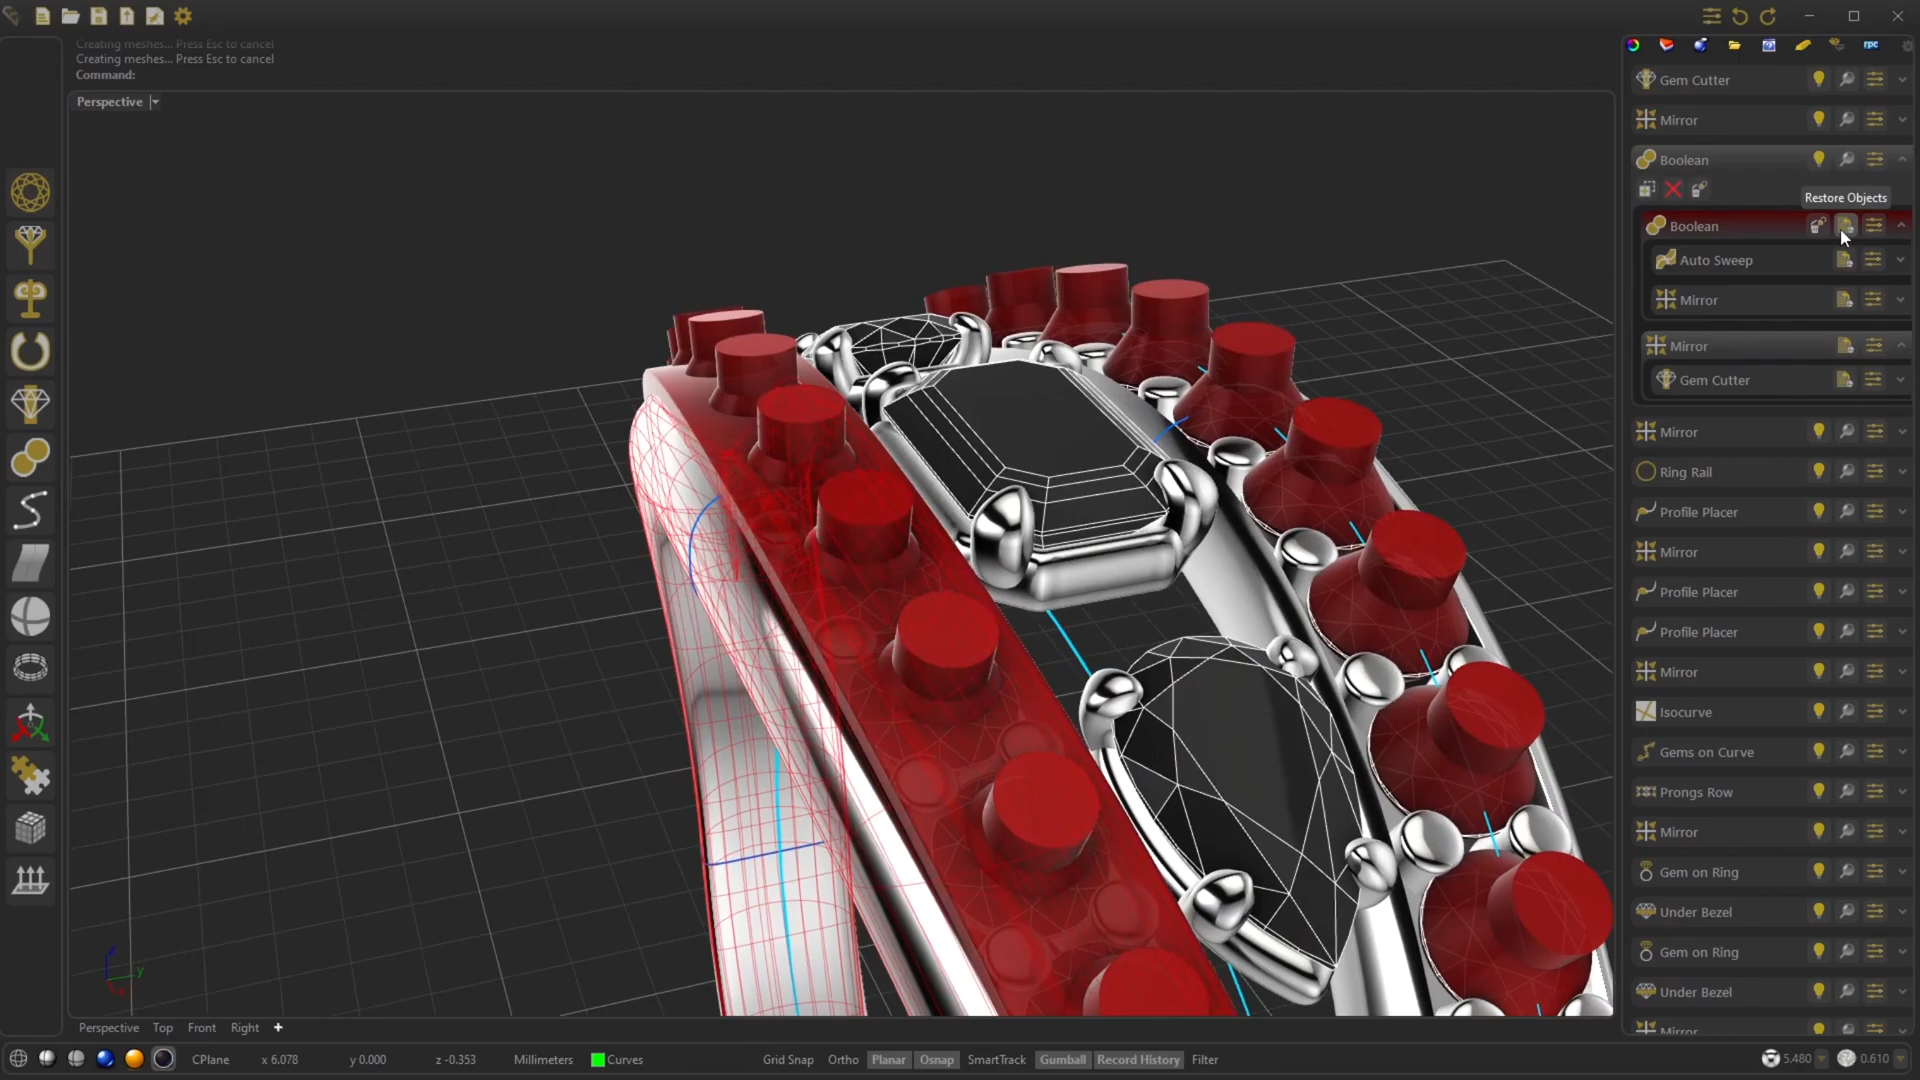 Creating meshes... Press Esc to cancel
Creating meshes... Press Esc to cancel
Command:
Perspective
rpc
Gem Cutter
Mirror
Boolean
Restore Objects
Boolean
Auto Sweep
Mirror
Mirror
Gem Cutter
Mirror
Ring Rail
Profile Placer
Mirror
Profile Placer
Profile Placer
Mirror
Isocurve
Gems on Curve
Prongs Row
Mirror
Gem on Ring
Under Bezel
Gem on Ring
Under Bezel
Mirror
z
y
Perspective Top Front Right
CPlane x 6.078 y 0.000 z -0.353 Millimeters Curves Grid Snap Ortho Planar Osnap SmartTrack Gumball Record History Filter 5.480 0.610